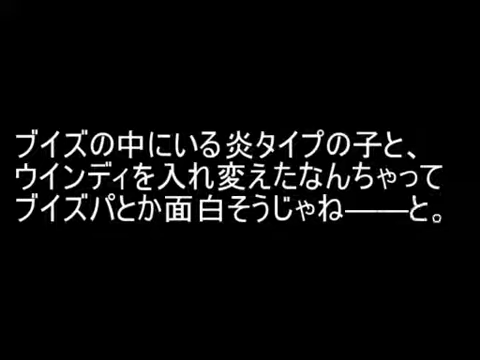 ブイズの中にいる炎タイプの子と、
ウインディを入れ変えたなんちゃって
ブイズパとか面白そうじゃね――と。